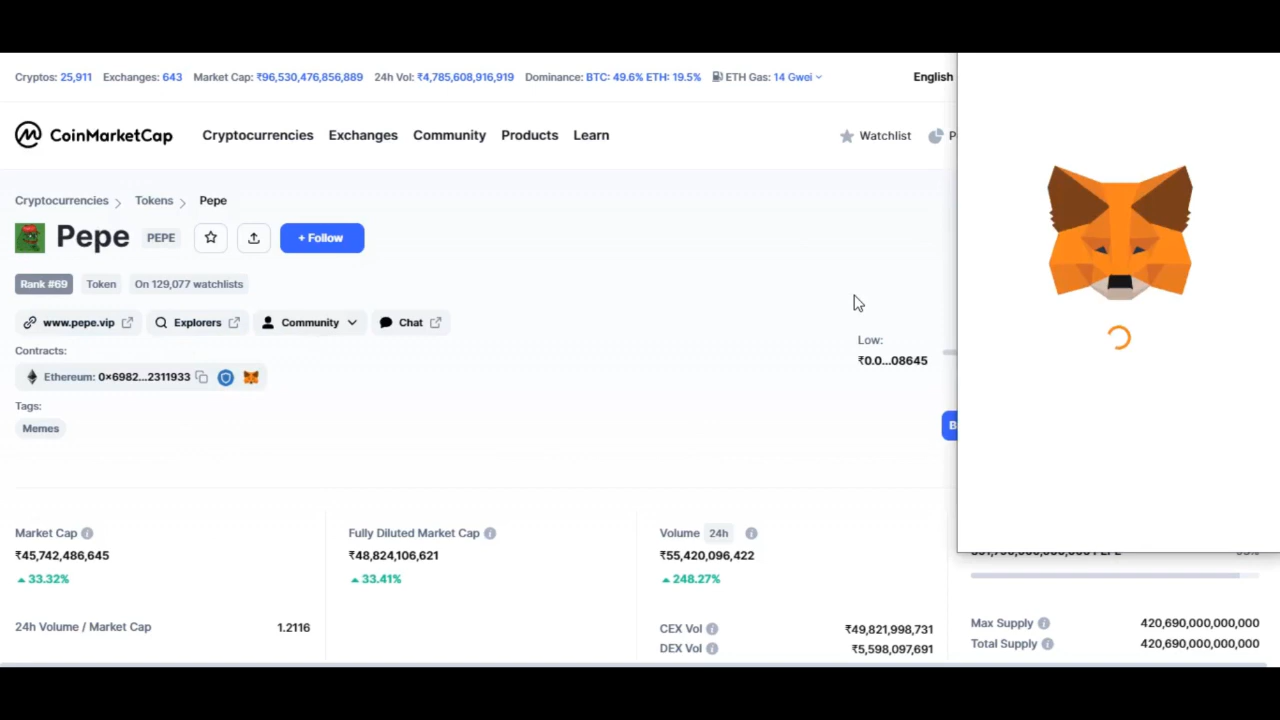 Cryptos: 25,911 Exchanges: 643 Market Cap: ₹96,530,476,856,889 24h Vol: ₹4,785,608,916,919 Dominance: BTC: 49.6% ETH: 19.5% ETH Gas: 14 Gwei English
CoinMarketCap Cryptocurrencies Exchanges Community Products Learn Watchlist P
Cryptocurrencies Tokens Pepe
Pepe PEPE + Follow
Rank #69 Token On 129,077 watchlists
www.pepe.vip Explorers Community Chat
Low:
₹0.0...08645
Contracts:
Ethereum: 0x6982...2311933
Tags:
Memes
B
Market Cap Fully Diluted Market Cap Volume 24h
₹45,742,486,645 ₹48,824,106,621 ₹55,420,096,422
33.32% 33.41% 248.27%
24h Volume / Market Cap 1.2116
CEX Vol ₹49,821,998,731
DEX Vol ₹5,598,097,691
Max Supply 420,690,000,000,000
Total Supply 420,690,000,000,000